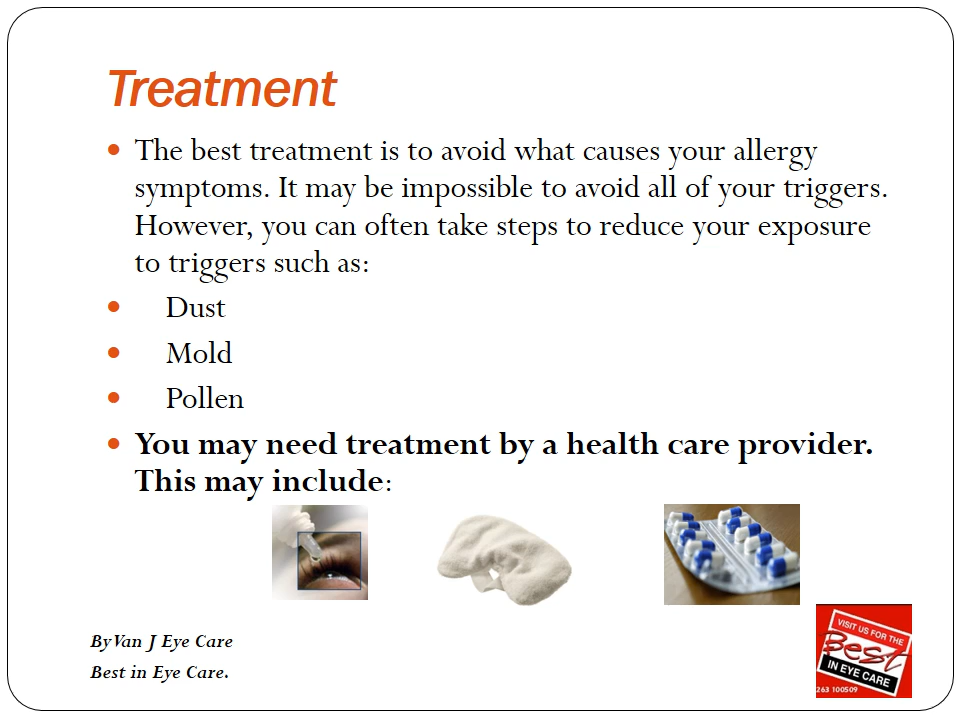 Treatment
The best treatment is to avoid what causes your allergy
symptoms. It may be impossible to avoid all of your triggers.
However, you can often take steps to reduce your exposure
to triggers such as:
Dust
Mold
Pollen
You may need treatment by a health care provider.
This may include:
By Van J Eye Care
Best in Eye Care.
VISIT US FOR THE
Best
IN EYE CARE
263 100509